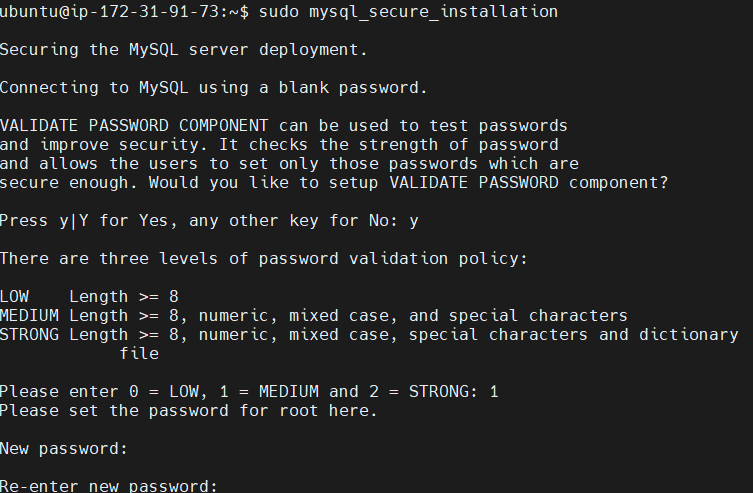 ubuntu@ip-172-31-91-73:~$ sudo mysql_secure_installation
Securing the MySQL server deployment.
Connecting to MySQL using a blank password.
VALIDATE PASSWORD COMPONENT can be used to test passwords
and improve security. It checks the strength of password
and allows the users to set only those passwords which are
secure enough. Would you like to setup VALIDATE PASSWORD component?
Press y|Y for Yes, any other key for No: y
There are three levels of password validation policy:
LOW    Length >= 8
MEDIUM Length >= 8, numeric, mixed case, and special characters
STRONG Length >= 8, numeric, mixed case, special characters and dictionary
file
Please enter 0 = LOW, 1 = MEDIUM and 2 = STRONG: 1
Please set the password for root here.
New password:
Re-enter new password: